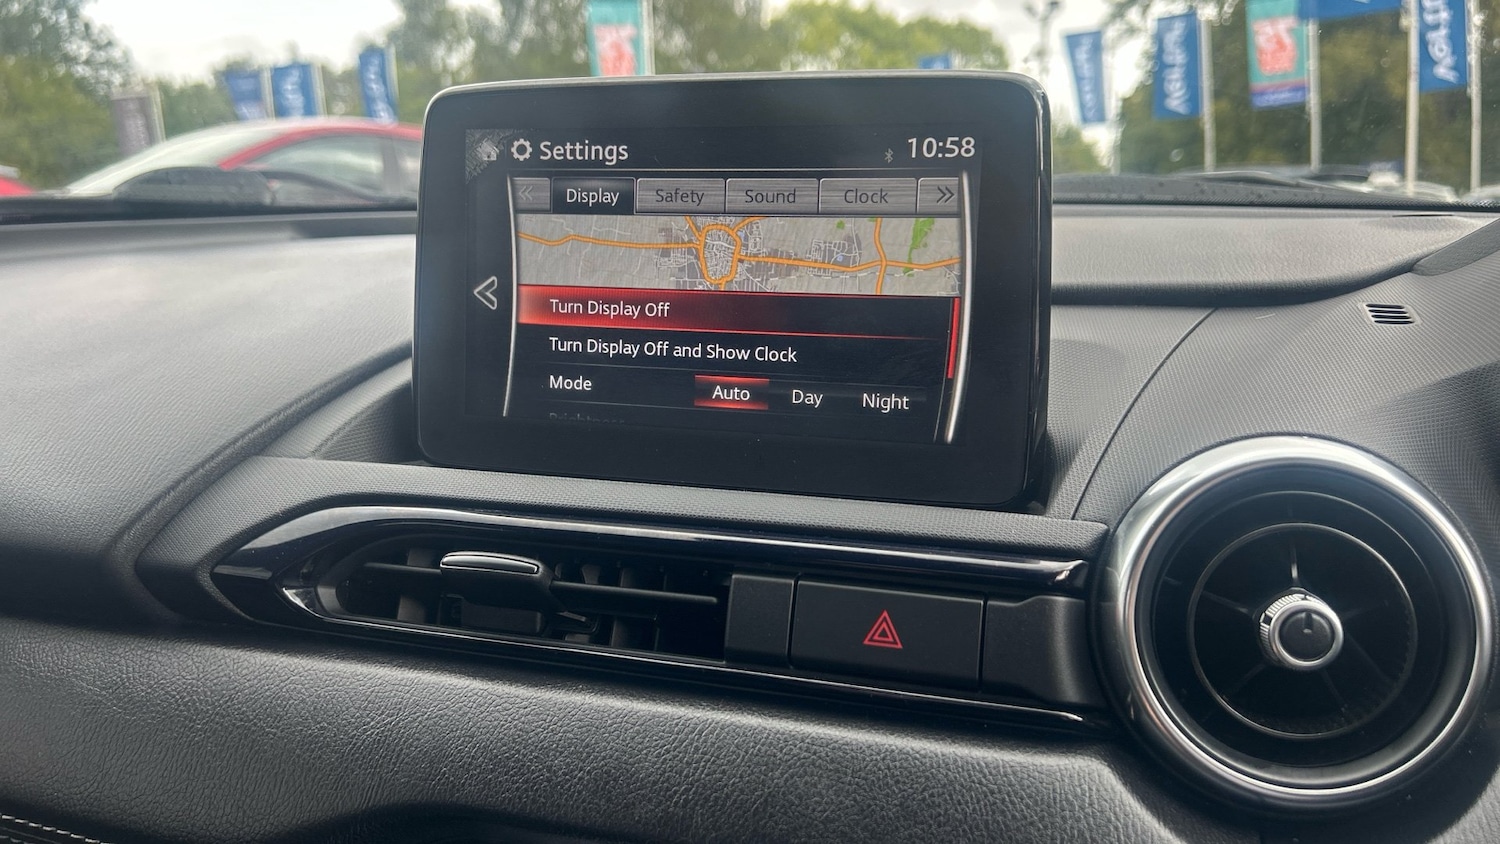 Settings
10:58
Display
Safety
Sound
Clock
Turn Display Off
Turn Display Off and Show Clock
Mode
Auto
Day
Night
Brightness